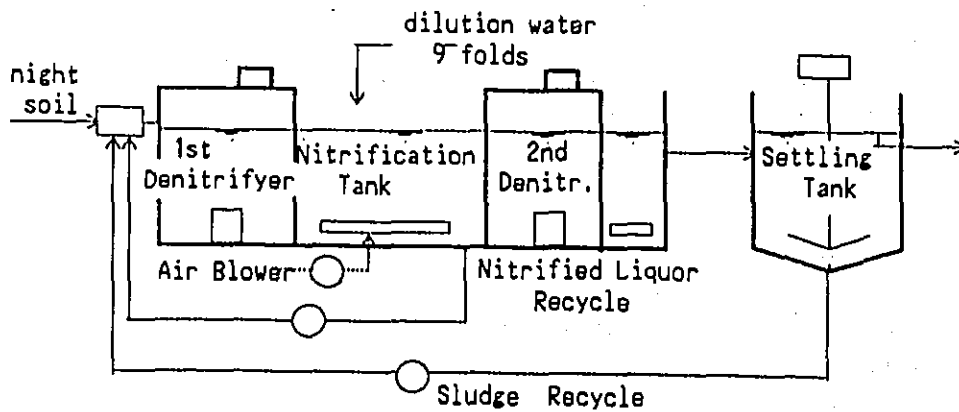 dilution water
9 folds
night
soil
1st
Denitrifyer
Nitrification
Tank
2nd
Denitr.
Settling
Tank
Air Blower
Nitrified Liquor
Recycle
Sludge Recycle